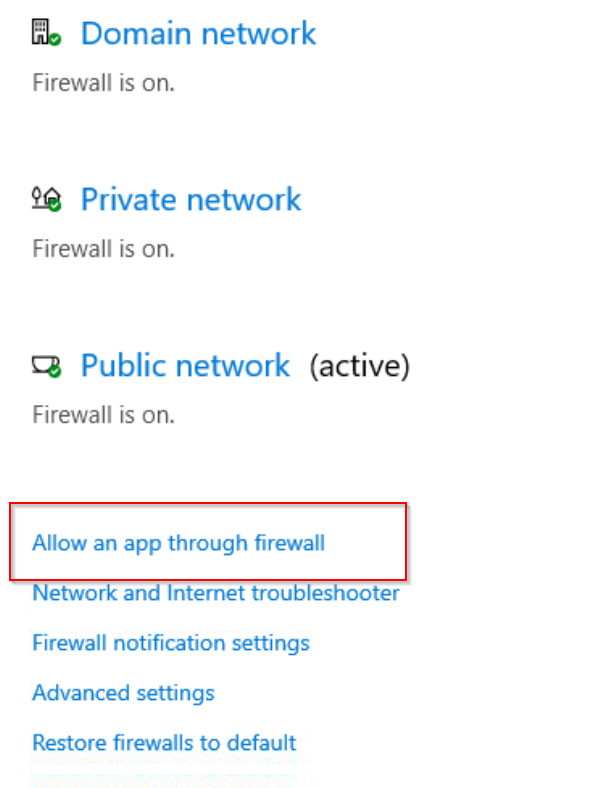 Domain network
Firewall is on.
Private network
Firewall is on.
Public network (active)
Firewall is on.
Allow an app through firewall
Network and Internet troubleshooter
Firewall notification settings
Advanced settings
Restore firewalls to default